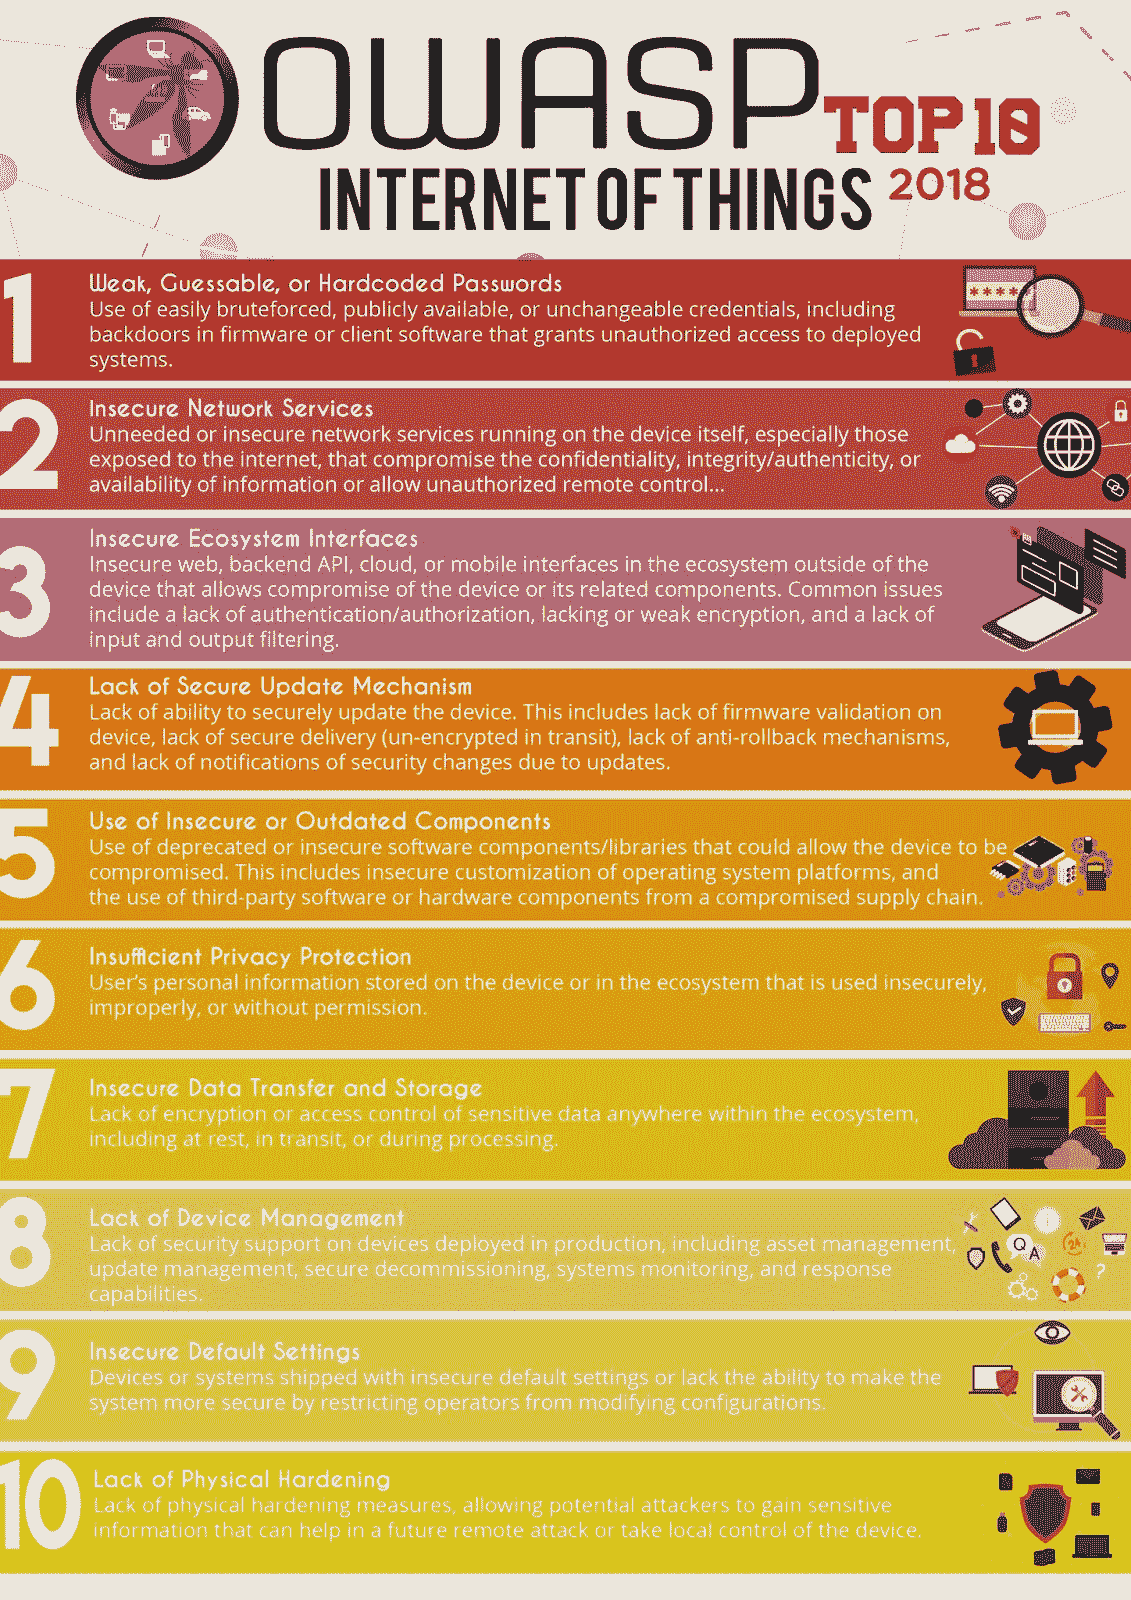 OWASP TOP 10
INTERNET OF THINGS 2018
1
Weak, Guessable, or Hardcoded Passwords
Use of easily bruteforced, publicly available, or unchangeable credentials, including
backdoors in firmware or client software that grants unauthorized access to deployed
systems.
2
Insecure Network Services
Unneeded or insecure network services running on the device itself, especially those
exposed to the internet, that compromise the confidentiality, integrity/authenticity, or
availability of information or allow unauthorized remote control...
3
Insecure Ecosystem Interfaces
Insecure web, backend API, cloud, or mobile interfaces in the ecosystem outside of the
device that allows compromise of the device or its related components. Common issues
include a lack of authentication/authorization, lacking or weak encryption, and a lack of
input and output filtering.
4
Lack of Secure Update Mechanism
Lack of ability to securely update the device. This includes lack of firmware validation on
device, lack of secure delivery (un-encrypted in transit), lack of anti-rollback mechanisms,
and lack of notifications of security changes due to updates.
5
Use of Insecure or Outdated Components
Use of deprecated or insecure software components/libraries that could allow the device to be
compromised. This includes insecure customization of operating system platforms, and
the use of third-party software or hardware components from a compromised supply chain.
6
Insufficient Privacy Protection
User's personal information stored on the device or in the ecosystem that is used insecurely,
improperly, or without permission.
7
Insecure Data Transfer and Storage
Lack of encryption or access control of sensitive data anywhere within the ecosystem,
including at rest, in transit, or during processing.
8
Lack of Device Management
Lack of security support on devices deployed in production, including asset management,
update management, secure decommissioning, systems monitoring, and response
capabilities.
Q
A
24
?
9
Insecure Default Settings
Devices or systems shipped with insecure default settings or lack the ability to make the
system more secure by restricting operators from modifying configurations.
10
Lack of Physical Hardening
Lack of physical hardening measures, allowing potential attackers to gain sensitive
information that can help in a future remote attack or take local control of the device.